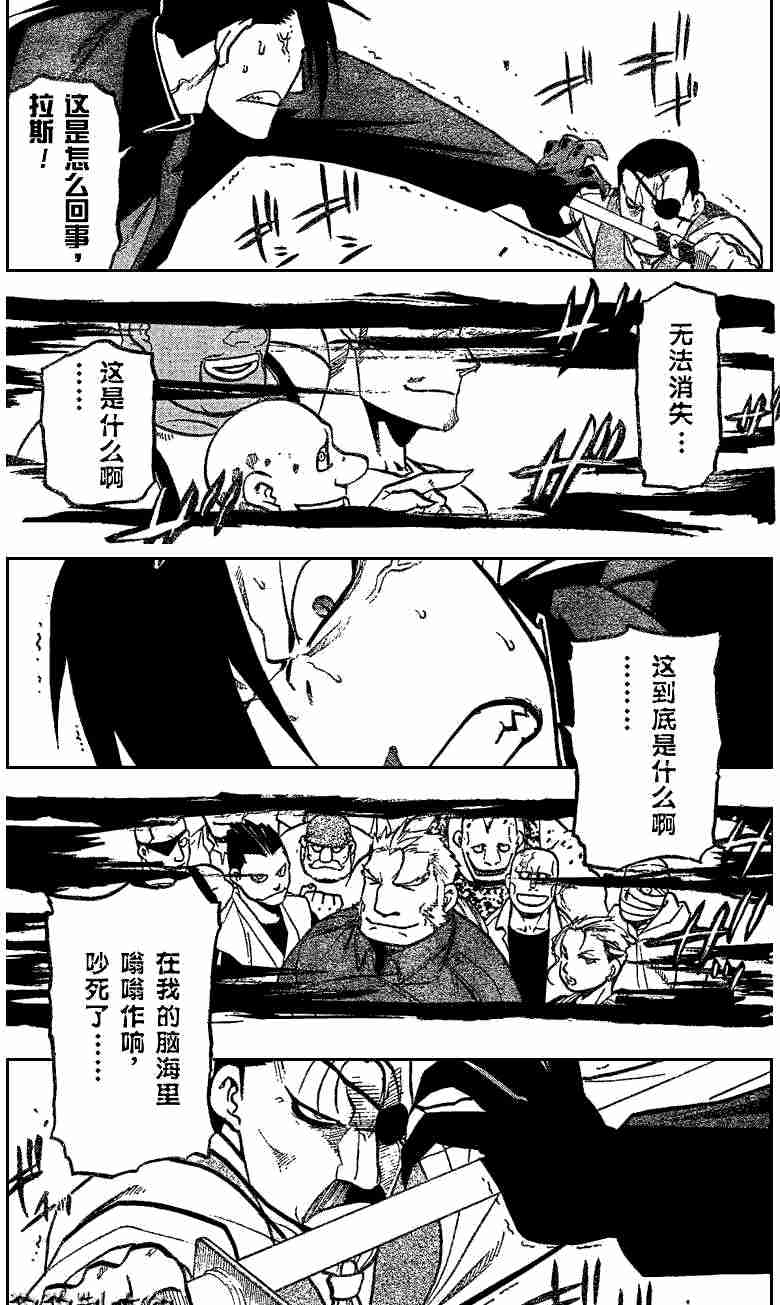 这是怎么回事，
拉斯！
无法消失…
这是什么啊
……
这到底是什么啊
………
在我的脑海里
嗡嗡作响，
吵死了……